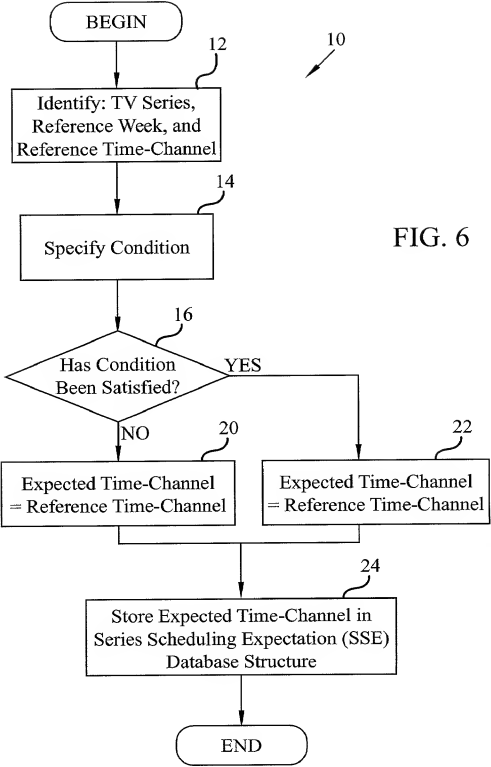 BEGIN
10
12
Identify: TV Series,
Reference Week, and
Reference Time-Channel
14
Specify Condition
FIG. 6
16
Has Condition
Been Satisfied?
YES
NO
20
Expected Time-Channel
= Reference Time-Channel
22
Expected Time-Channel
= Reference Time-Channel
24
Store Expected Time-Channel in
Series Scheduling Expectation (SSE)
Database Structure
END